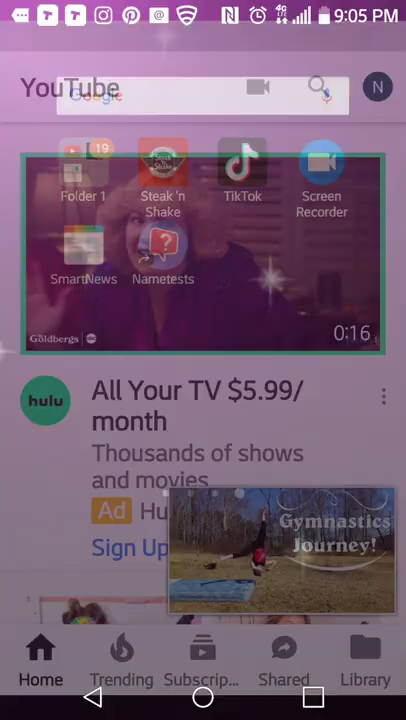 9:05 PM
YouTube
Google
N
19
Folder 1
Steak 'n Shake
TikTok
Screen Recorder
SmartNews
Nametests
Goldbergs
abc
0:16
hulu
All Your TV $5.99/
month
Thousands of shows
and movies
Ad Hu
Sign Up
Gymnastics
Journey!
Home
Trending
Subscrip...
Shared
Library